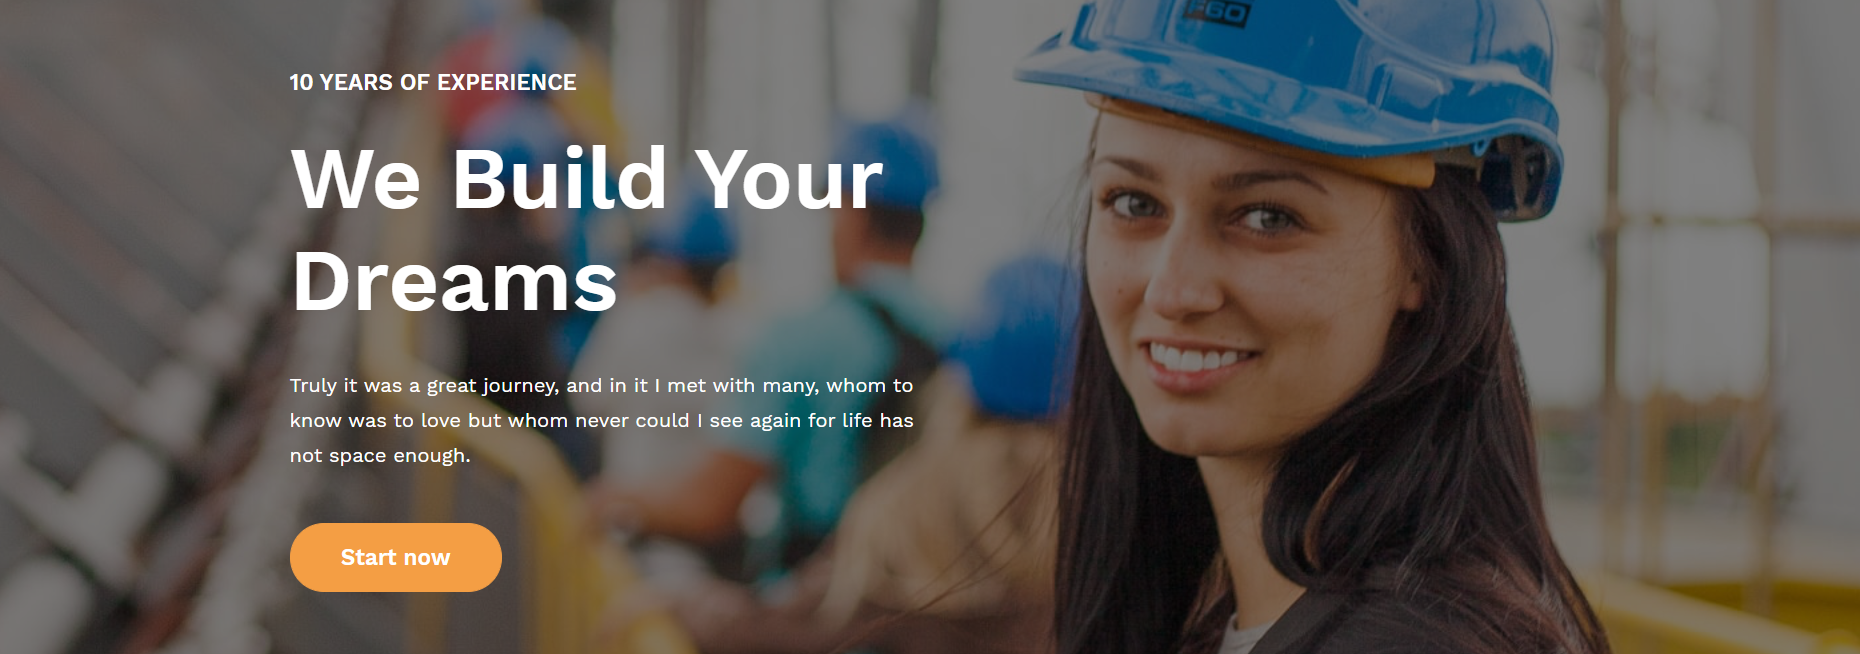 10 YEARS OF EXPERIENCE
We Build Your
Dreams
Truly it was a great journey, and in it I met with many, whom to
know was to love but whom never could I see again for life has
not space enough.
Start now